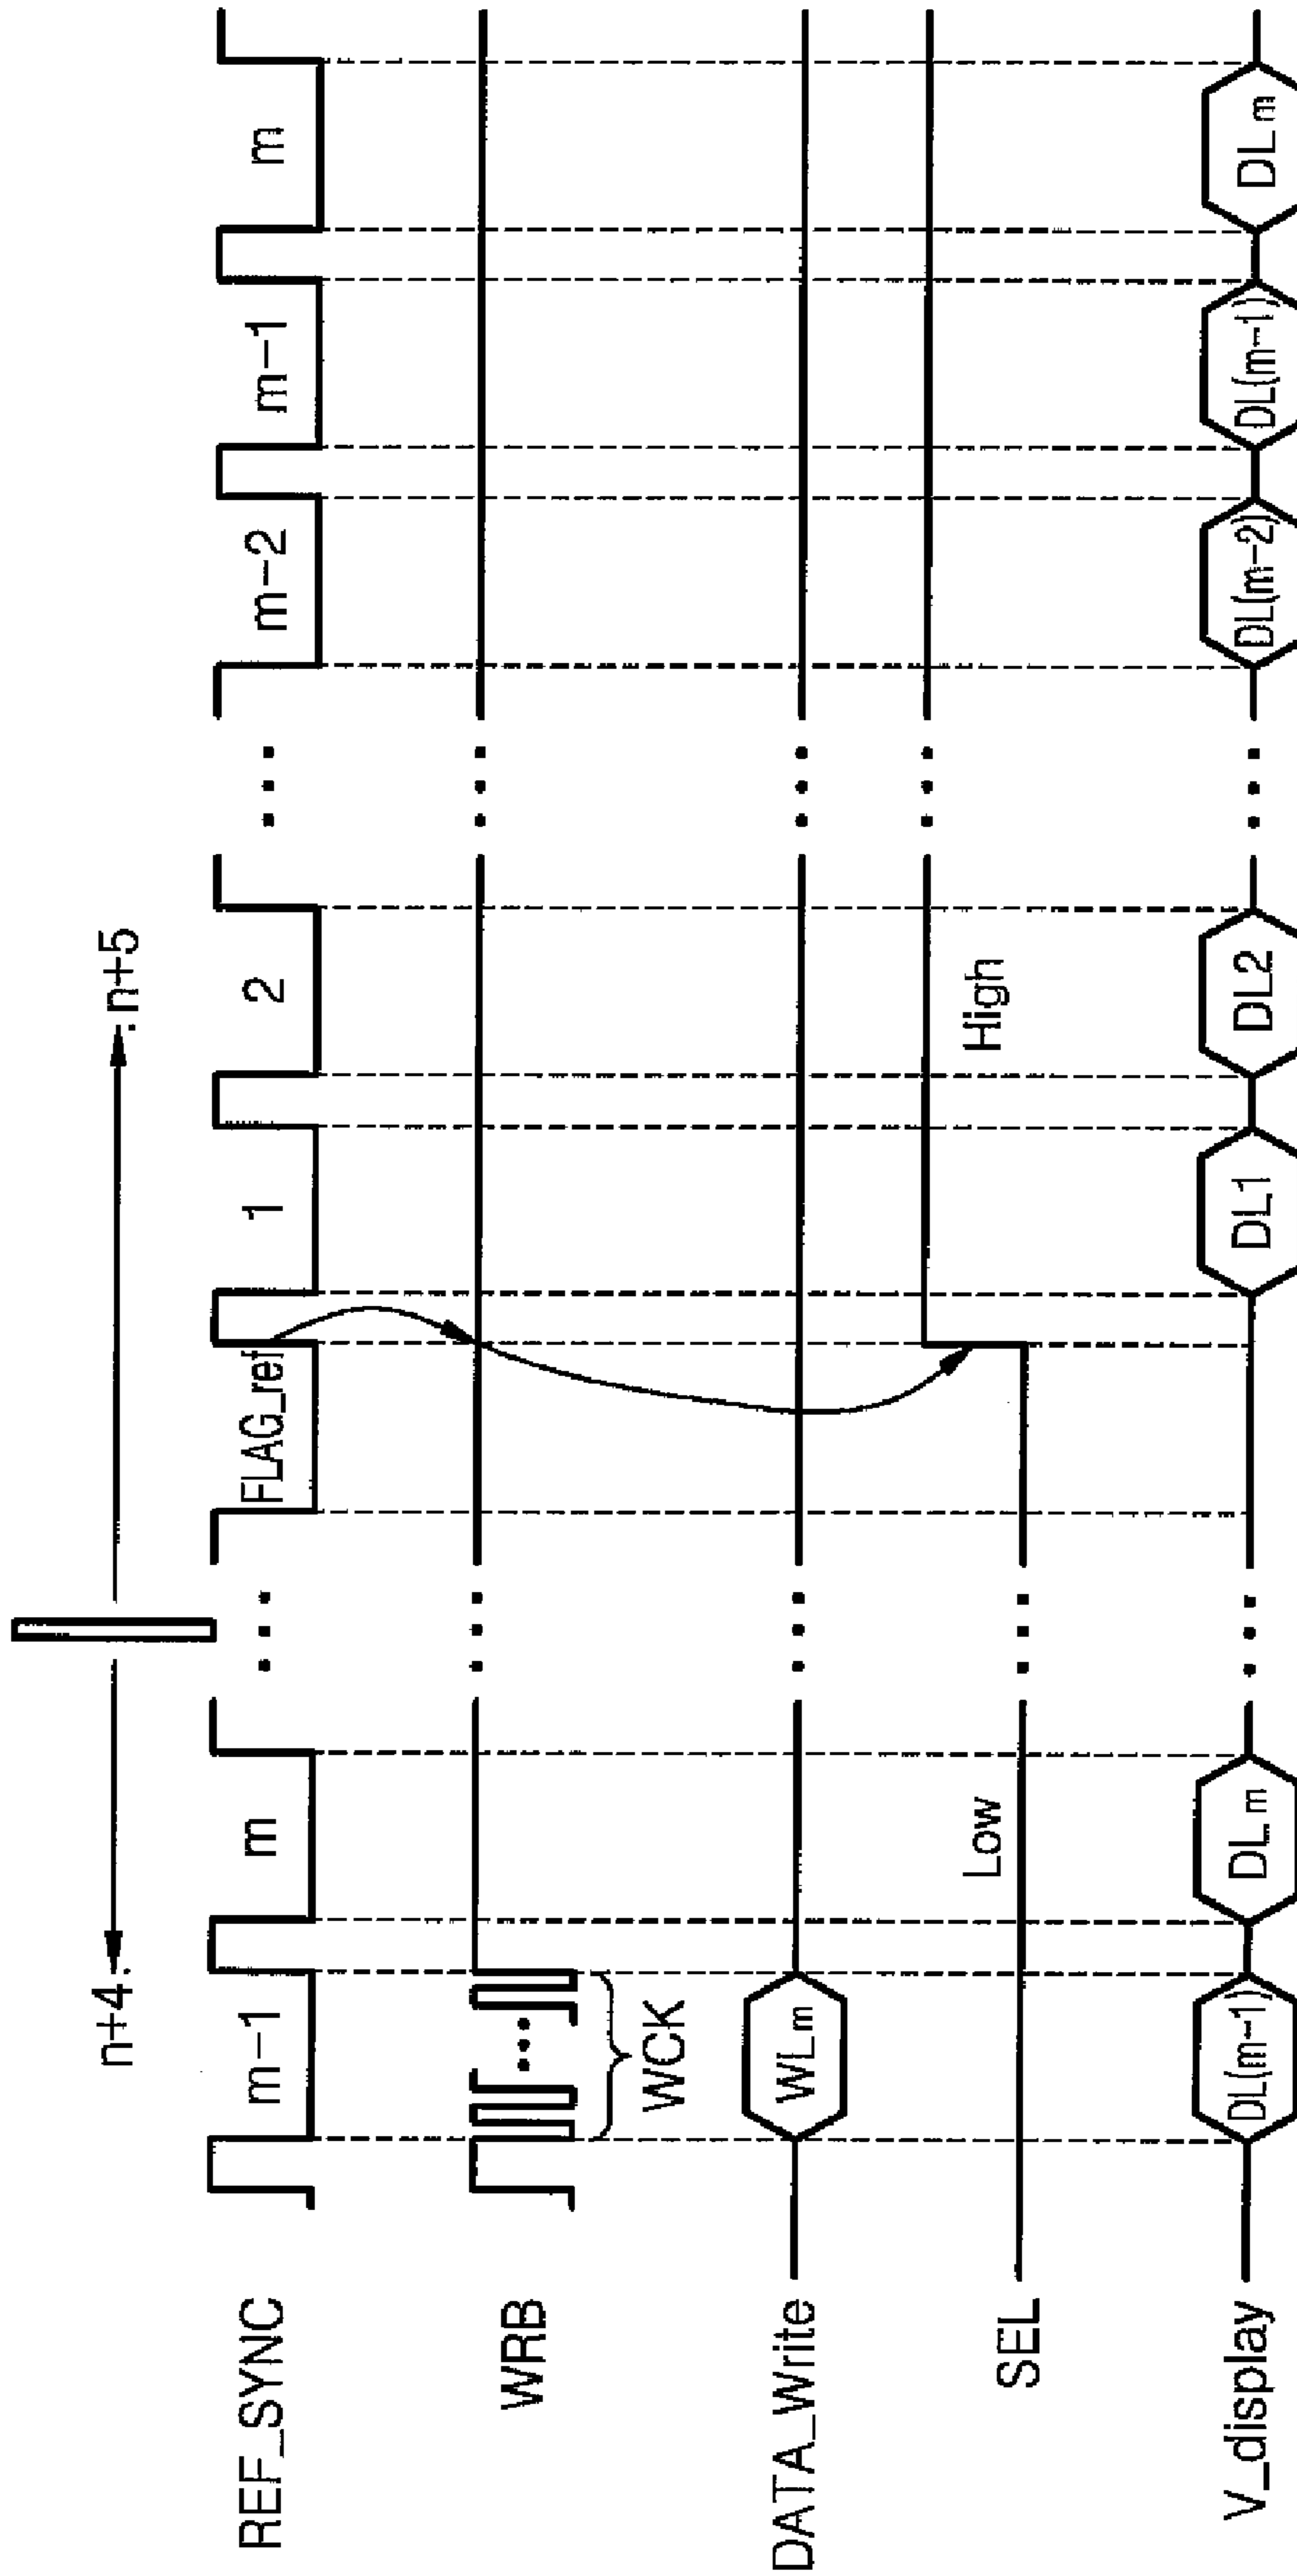 n+4 n+5
REF_SYNC m-1 m ... FLAG_ref 1 2 ... m-2 m-1 m
WRB ... ... ...
WCK
DATA_Write WLm ... ...
SEL Low ... High ...
V_display DL(m-1) DLm ... DL1 DL2 ... DL(m-2) DL(m-1) DLm